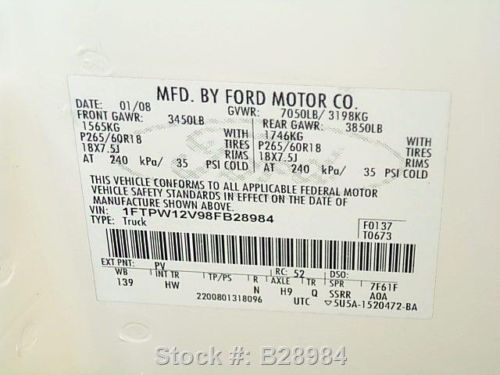 MFD. BY FORD MOTOR CO.
DATE: 01/08 GVWR: 7050LB/ 3198KG
FRONT GAWR: 3450LB REAR GAWR: 3850LB
1565KG WITH 1746KG WITH
P265/60R18 TIRES P265/60R18 TIRES
18X7.5J RIMS 18X7.5J RIMS
AT 240 kPa/ 35 PSI COLD AT 240 kPa/ 35 PSI COLD
THIS VEHICLE CONFORMS TO ALL APPLICABLE FEDERAL MOTOR
VEHICLE SAFETY STANDARDS IN EFFECT ON THE DATE OF
MANUFACTURE SHOWN ABOVE.
VIN: 1FTPW12V98FB28984 F0137
TYPE: Truck T0673
EXT PNT: PV RC: 52 DSO:
WB INT TR TP/PS R AXLE TR SPR 7F61F
139 HW N H9 Q SSRR AOA
2200801318096 UTC ▽5U5A-1520472-BA
Stock #: B28984